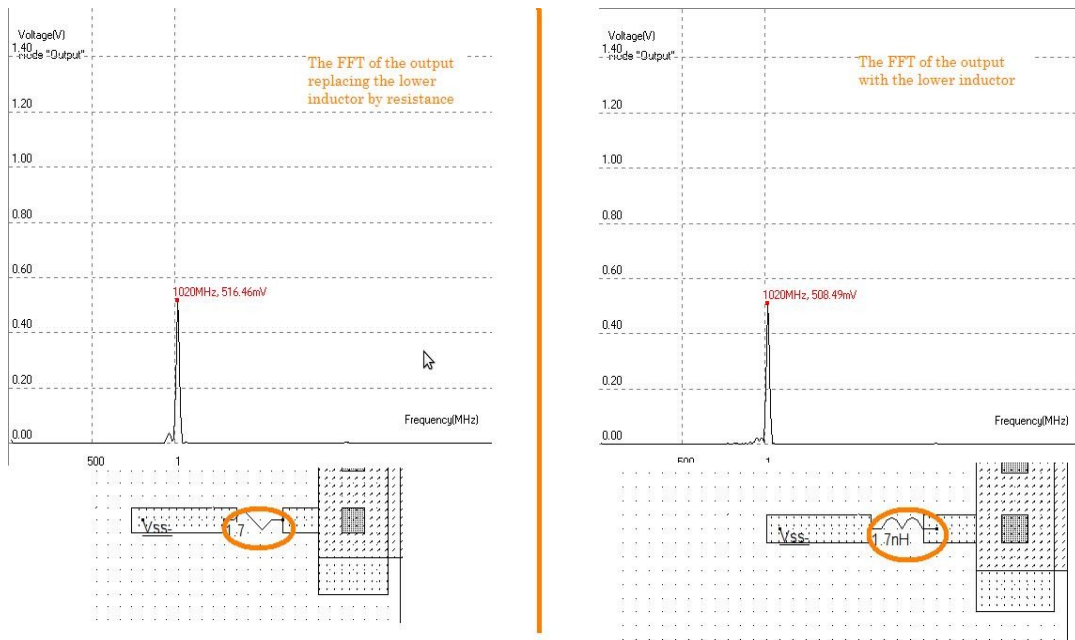 Voltage(V)
1.40
Mode "Output"
The FFT of the output
replacing the lower
inductor by resistance
1.20
1.00
0.80
0.60
1020MHz, 516.46mV
0.40
0.20
Frequency(MHz)
0.00
500
1
Vss-
1.7
Voltage(V)
1.40
Mode "Output"
The FFT of the output
with the lower inductor
1.20
1.00
0.80
0.60
1020MHz, 508.49mV
0.40
0.20
Frequency(MHz)
0.00
500
1
Vss-
1.7nH